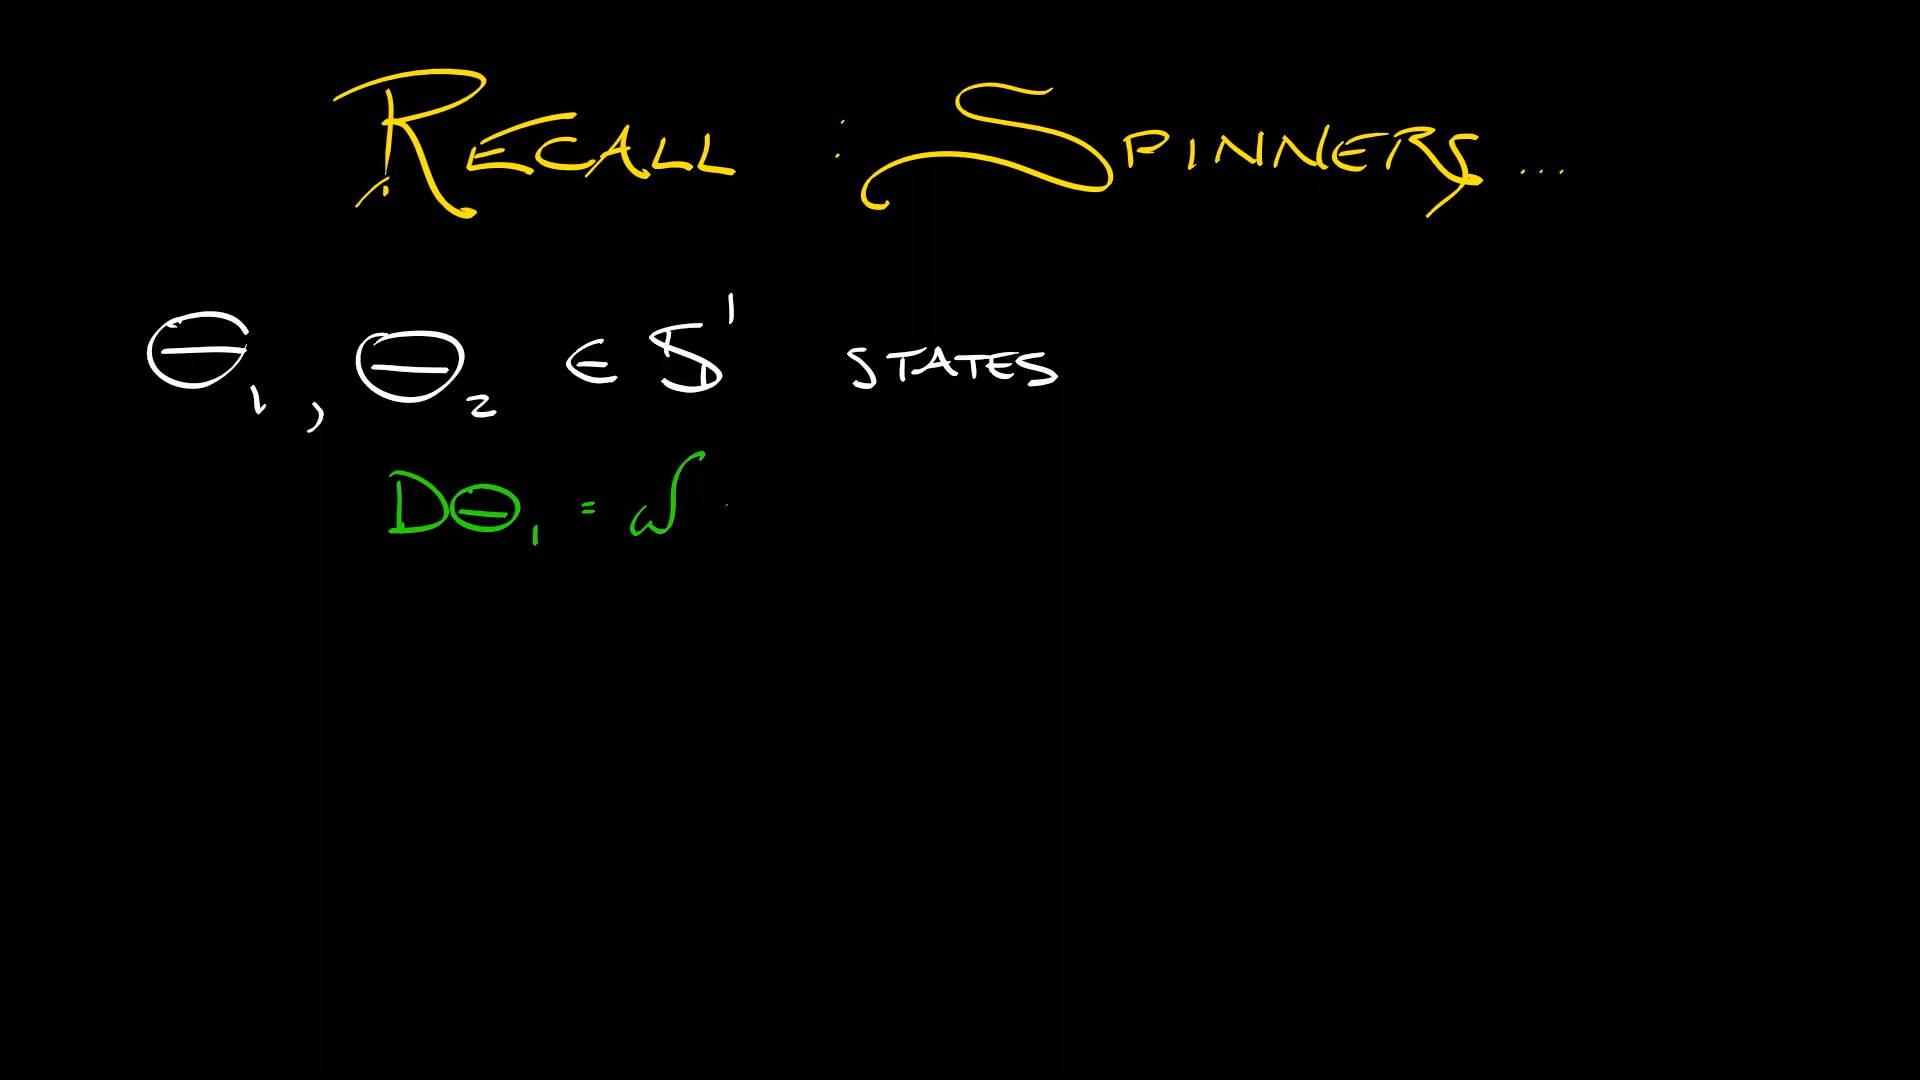 RECALL : SPINNERS...
Θ₁, Θ₂ ∈ 𝕊¹ STATES
DΘ₁ = ω